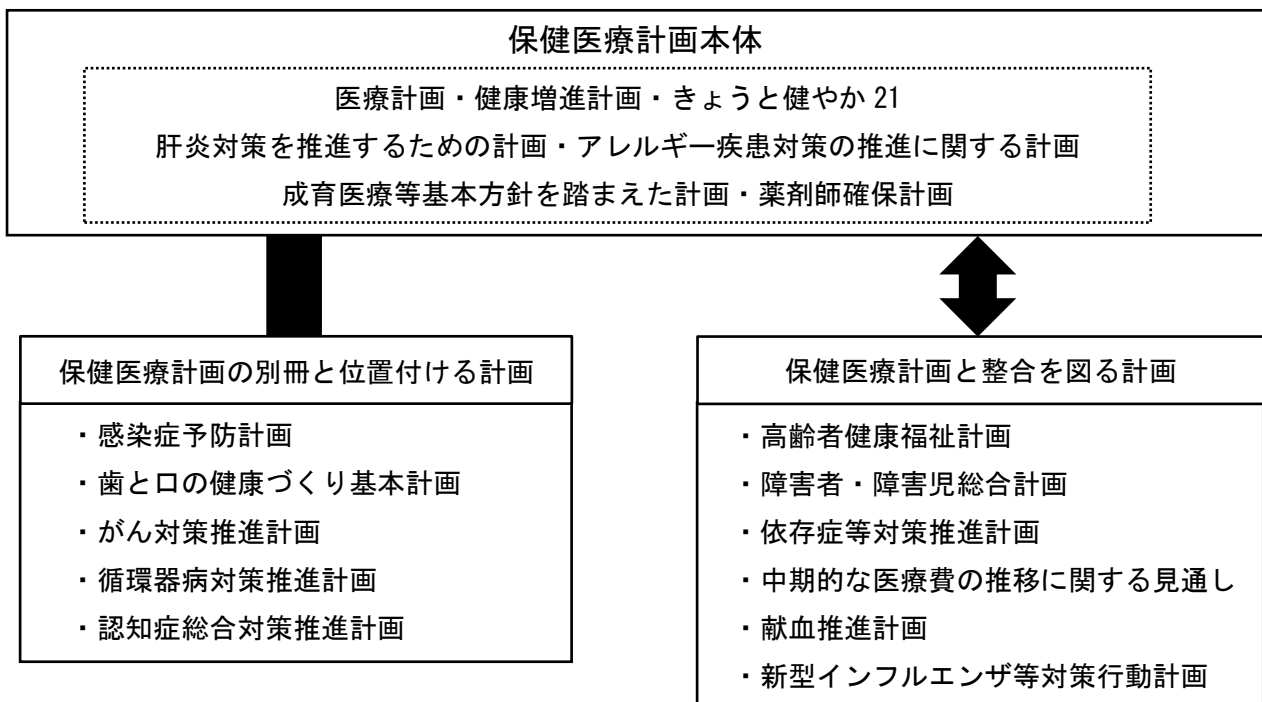 保健医療計画本体
医療計画・健康増進計画・きょうと健やか 21
肝炎対策を推進するための計画・アレルギー疾患対策の推進に関する計画
成育医療等基本方針を踏まえた計画・薬剤師確保計画
保健医療計画の別冊と位置付ける計画
・感染症予防計画
・歯と口の健康づくり基本計画
・がん対策推進計画
・循環器病対策推進計画
・認知症総合対策推進計画
保健医療計画と整合を図る計画
・高齢者健康福祉計画
・障害者・障害児総合計画
・依存症等対策推進計画
・中期的な医療費の推移に関する見通し
・献血推進計画
・新型インフルエンザ等対策行動計画